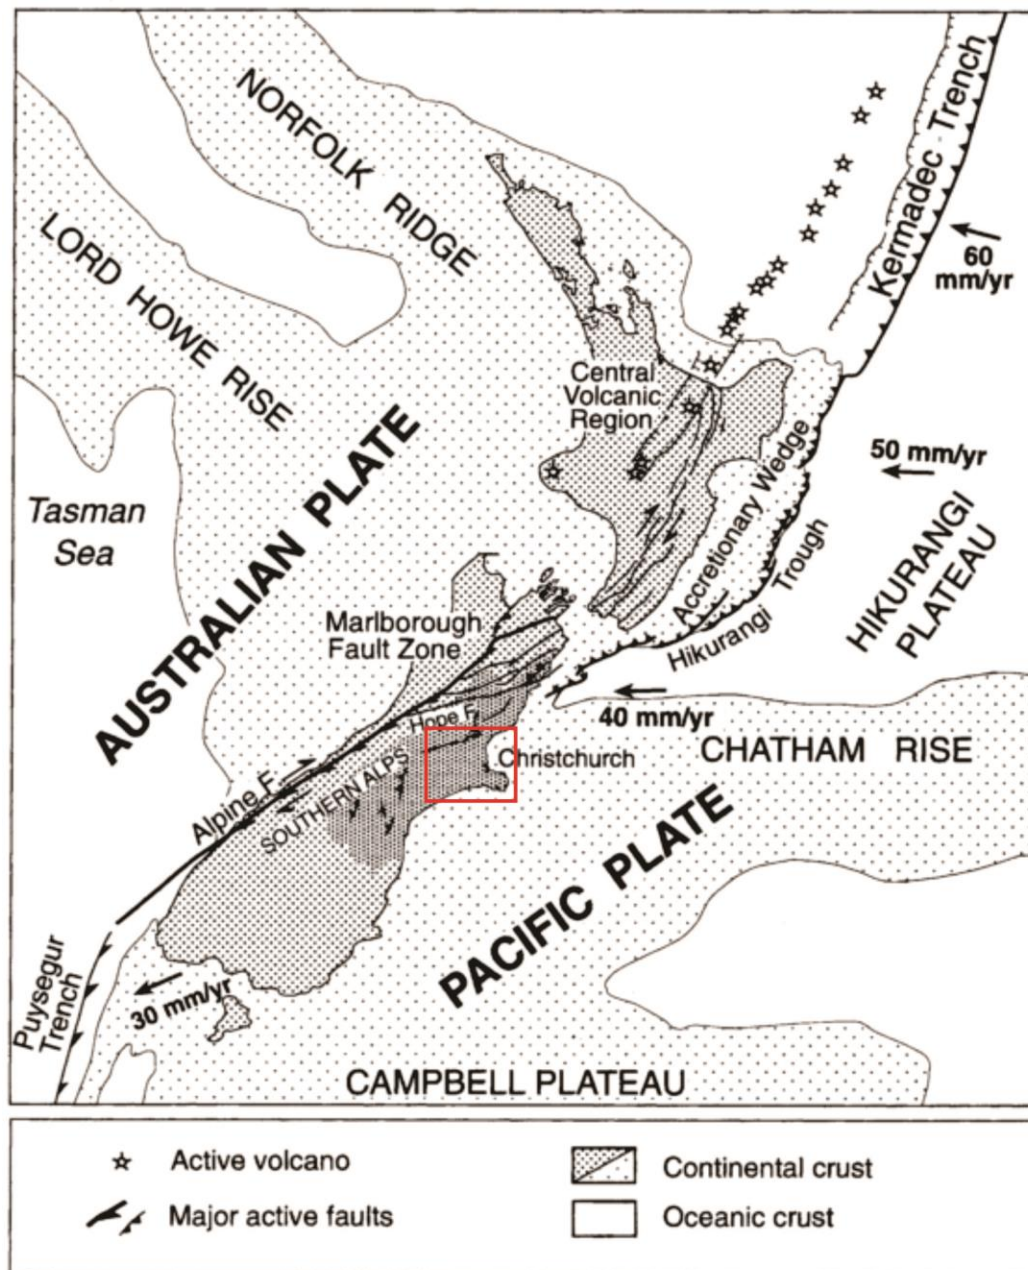 NORFOLK RIDGE
LORD HOWE RISE
Kermadec Trench
60
mm/yr
Central
Volcanic
Region
AUSTRALIAN PLATE
50 mm/yr
Tasman
Sea
Accretionary Wedge
Hikurangi Trough
HIKURANGI
PLATEAU
Marlborough
Fault Zone
40 mm/yr
Hope F.
CHATHAM RISE
Christchurch
Alpine F.
SOUTHERN ALPS
PACIFIC PLATE
Puysegur
Trench
30 mm/yr
CAMPBELL PLATEAU
Active volcano
Continental crust
Major active faults
Oceanic crust